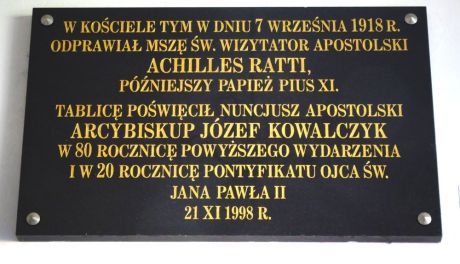 W KOŚCIELE TYM W DNIU 7 WRZEŚNIA 1918 R.
ODPRAWIAŁ MSZĘ ŚW. WIZYTATOR APOSTOLSKI
ACHILLES RATTI,
PÓŹNIEJSZY PAPIEŻ PIUS XI.
TABLICĘ POŚWIĘCIŁ NUNCJUSZ APOSTOLSKI
ARCYBISKUP JÓZEF KOWALCZYK
W 80 ROCZNICĘ POWYŻSZEGO WYDARZENIA
I W 20 ROCZNICĘ PONTYFIKATU OJCA ŚW.
JANA PAWŁA II
21 XI 1998 R.